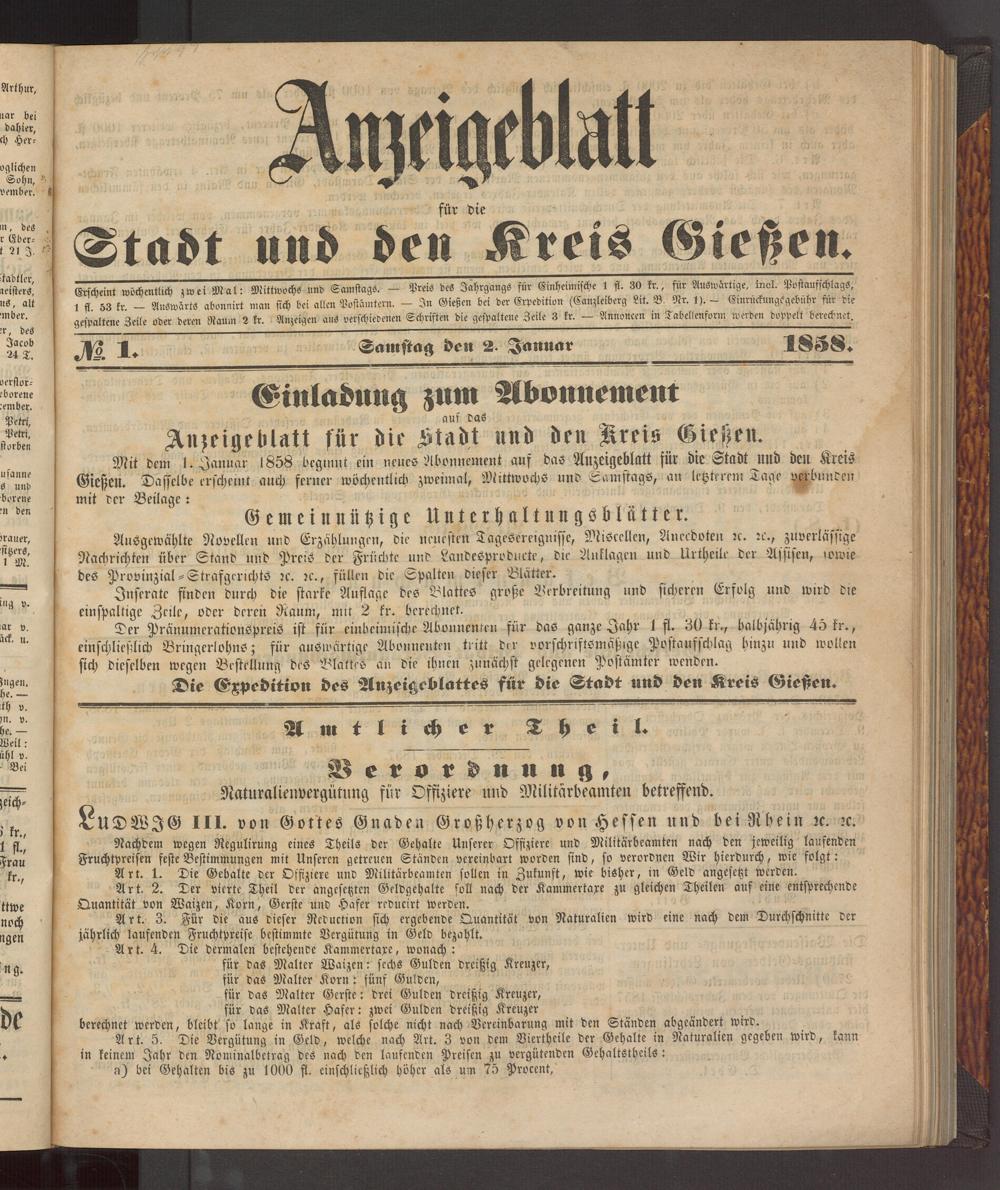 Anzeigeblatt
für die
Stadt und den Kreis Gießen.
Erscheint wöchentlich zwei Mal: Mittwochs und Samstags. — Preis des Jahrgangs für Einheimische 1 fl. 30 kr., für Auswärtige, incl. Postaufschlags,
1 fl. 53 kr. — Auswärts abonnirt man sich bei allen Postämtern. — In Gießen bei der Expedition (Canzleiberg Lit. B. Nr. 1). — Einrückungsgebühr für die
gespaltene Zeile oder deren Raum 2 kr. Anzeigen aus verschiedenen Schriften die gespaltene Zeile 3 kr. — Annoncen in Tabellenform werden doppelt berechnet.
№ 1. Samstag den 2. Januar 1858.
Einladung zum Abonnement
auf das
Anzeigeblatt für die Stadt und den Kreis Gießen.
Mit dem 1. Januar 1858 beginnt ein neues Abonnement auf das Anzeigeblatt für die Stadt und den Kreis
Gießen. Dasselbe erscheint auch ferner wöchentlich zweimal, Mittwochs und Samstags, an letzterem Tage verbunden
mit der Beilage:
Gemeinnützige Unterhaltungsblätter.
Ausgewählte Novellen und Erzählungen, die neuesten Tagesereignisse, Miscellen, Anecdoten ꝛc. ꝛc., zuverlässige
Nachrichten über Stand und Preis der Früchte und Landesproducte, die Auflagen und Urtheile der Assisen, sowie
des Provinzial-Strafgerichts ꝛc. ꝛc., füllen die Spalten dieser Blätter.
Inserate finden durch die starke Auflage des Blattes große Verbreitung und sicheren Erfolg und wird die
einspaltige Zeile, oder deren Raum, mit 2 kr. berechnet.
Der Pränumerationspreis ist für einheimische Abonnenten für das ganze Jahr 1 fl. 30 kr., halbjährig 45 kr.,
einschließlich Bringerlohns; für auswärtige Abonnenten tritt der vorschriftsmäßige Postaufschlag hinzu und wollen
sich dieselben wegen Bestellung des Blattes an die ihnen zunächst gelegenen Postämter wenden.
Die Expedition des Anzeigeblattes für die Stadt und den Kreis Gießen.
Amtlicher Theil.
Verordnung,
Naturalienvergütung für Offiziere und Militärbeamten betreffend.
LUDWJG III. von Gottes Gnaden Großherzog von Hessen und bei Rhein ꝛc. ꝛc.
Nachdem wegen Regulirung eines Theils der Gehalte Unserer Offiziere und Militärbeamten nach den jeweilig laufenden
Fruchtpreisen feste Bestimmungen mit Unseren getreuen Ständen vereinbart worden sind, so verordnen Wir hierdurch, wie folgt:
Art. 1. Die Gehalte der Offiziere und Militärbeamten sollen in Zukunft, wie bisher, in Geld angesetzt werden.
Art. 2. Der vierte Theil der angesetzten Geldgehalte soll nach der Kammertaxe zu gleichen Theilen auf eine entsprechende
Quantität von Waizen, Korn, Gerste und Hafer reducirt werden.
Art. 3. Für die aus dieser Reduction sich ergebende Quantität von Naturalien wird eine nach dem Durchschnitte der
jährlich laufenden Fruchtpreise bestimmte Vergütung in Geld bezahlt.
Art. 4. Die dermalen bestehende Kammertaxe, wonach:
für das Malter Waizen: sechs Gulden dreißig Kreuzer,
für das Malter Korn: fünf Gulden,
für das Malter Gerste: drei Gulden dreißig Kreuzer,
für das Malter Hafer: zwei Gulden dreißig Kreuzer
berechnet werden, bleibt so lange in Kraft, als solche nicht nach Vereinbarung mit den Ständen abgeändert wird.
Art. 5. Die Vergütung in Geld, welche nach Art. 3 von dem Viertheile der Gehalte in Naturalien gegeben wird, kann
in keinem Jahr den Nominalbetrag des nach den laufenden Preisen zu vergütenden Gehaltstheils:
a) bei Gehalten bis zu 1000 fl. einschließlich höher als um 75 Procent,